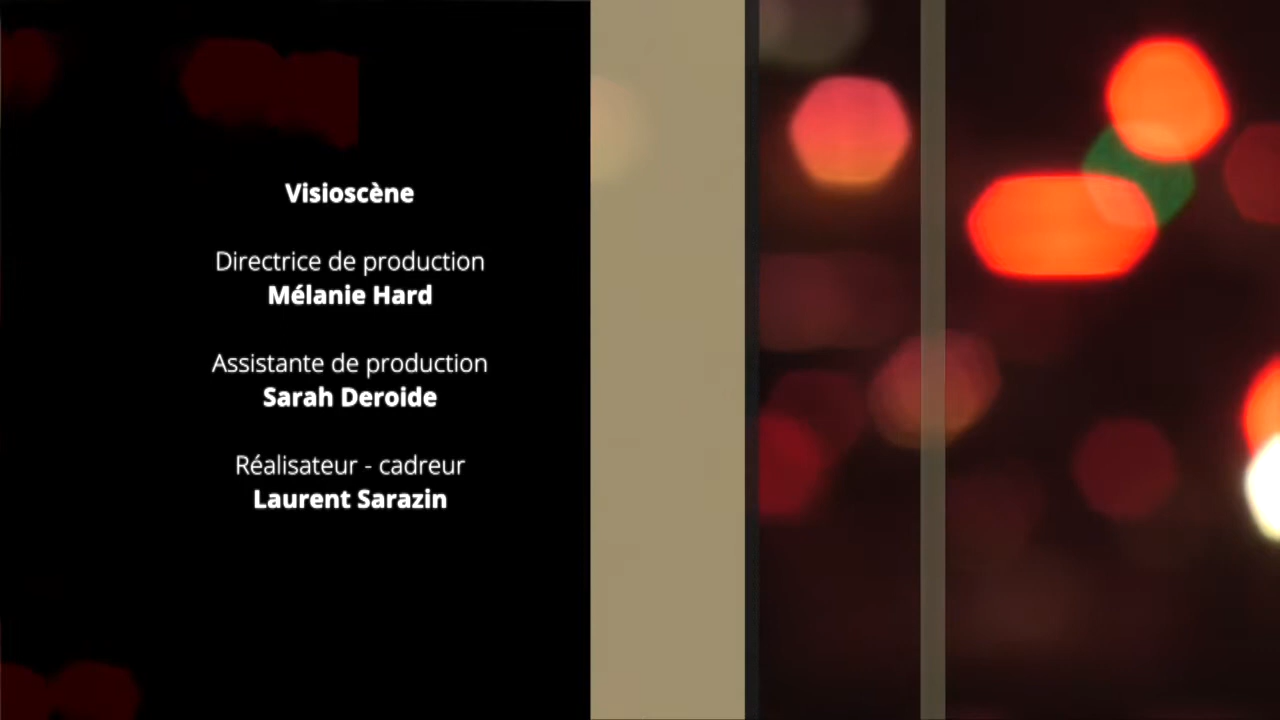 Visioscène
Directrice de production
Mélanie Hard
Assistante de production
Sarah Deroide
Réalisateur - cadreur
Laurent Sarazin